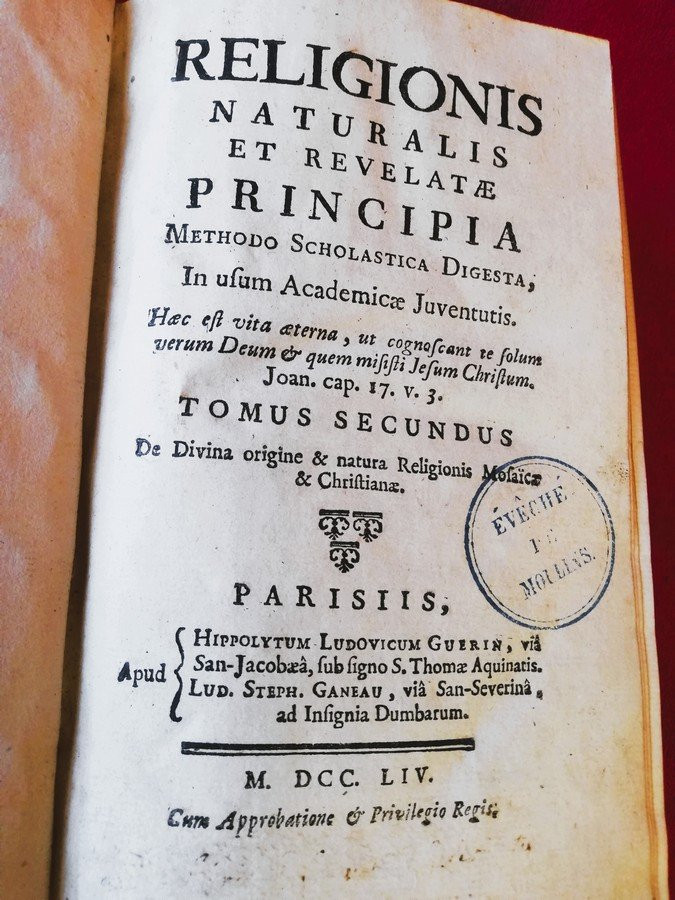 RELIGIONIS
NATURALIS
ET REVELATÆ
PRINCIPIA
METHODO SCHOLASTICA DIGESTA,
In uſum Academicæ Juventutis.
Hæc eſt vita æterna, ut cognoſcant te ſolum
verum Deum & quem miſiſti Jeſum Chriſtum.
Joan. cap. 17. v. 3.
TOMUS SECUNDUS
De Divina origine & natura Religionis Moſaïcæ
& Chriſtianæ.
ÉVÊCHÉ
DE
MOULINS.
PARISIIS,
Apud
HIPPOLYTUM LUDOVICUM GUERIN, viâ
San-Jacobæâ, ſub ſigno S. Thomæ Aquinatis.
LUD. STEPH. GANEAU, viâ San-Severinâ,
ad Inſignia Dumbarum.
M. DCC. LIV.
Cum Approbatione & Privilegio Regis.